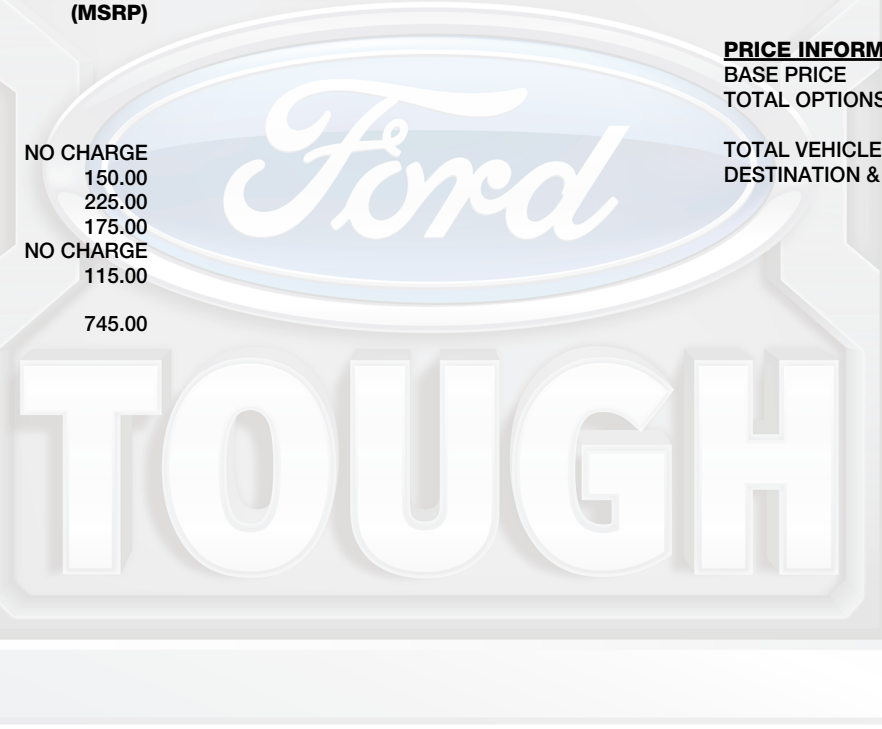 (MSRP)
NO CHARGE
150.00
225.00
175.00
NO CHARGE
115.00
745.00
PRICE INFORM
BASE PRICE
TOTAL OPTIONS
TOTAL VEHICLE
DESTINATION &
Ford
TOUGH